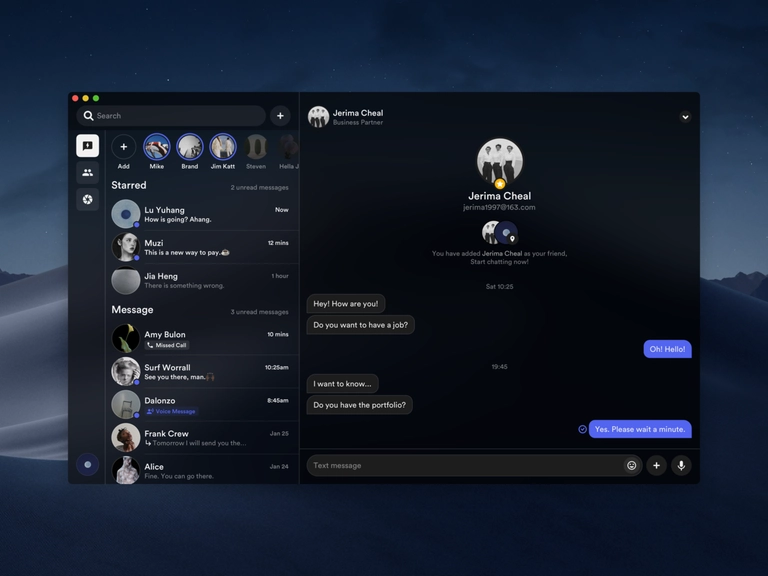 Search
Add
Mike
Brand
Jim Katt
Steven
Hella J
Starred
2 unread messages
Lu Yuhang
Now
How is going? Ahang.
Muzi
12 mins
This is a new way to pay.☕
Jia Heng
1 hour
There is something wrong.
Message
3 unread messages
Amy Bulon
10 mins
Missed Call
Surf Worrall
10:25am
See you there, man.
Dalonzo
8:45am
Voice Message
Frank Crew
Jan 25
Tomorrow I will send you the...
Alice
Jan 24
Fine. You can go there.
Jerima Cheal
Business Partner
Jerima Cheal
jerima1997@163.com
You have added Jerima Cheal as your friend,
Start chatting now!
Sat 10:25
Hey! How are you!
Do you want to have a job?
Oh! Hello!
19:45
I want to know...
Do you have the portfolio?
Yes. Please wait a minute.
Text message